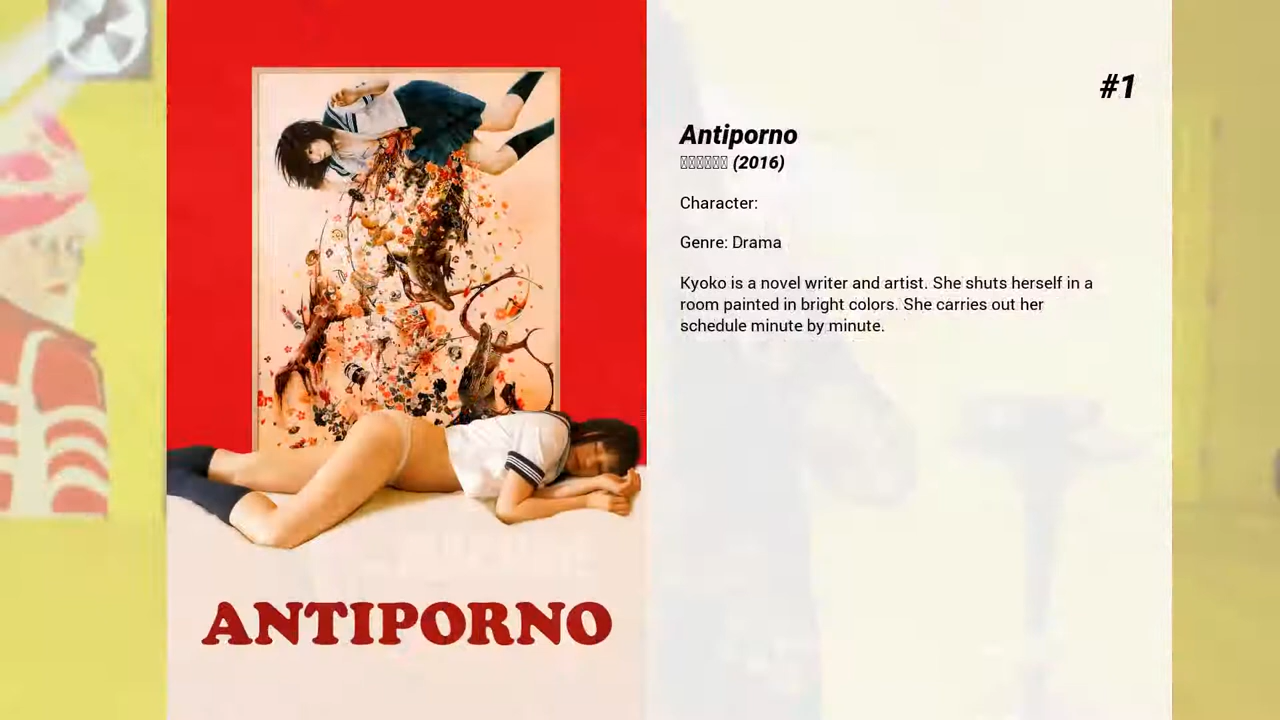 #1
Antiporno
(2016)
Character:
Genre: Drama
Kyoko is a novel writer and artist. She shuts herself in a
room painted in bright colors. She carries out her
schedule minute by minute.
ANTIPORNO